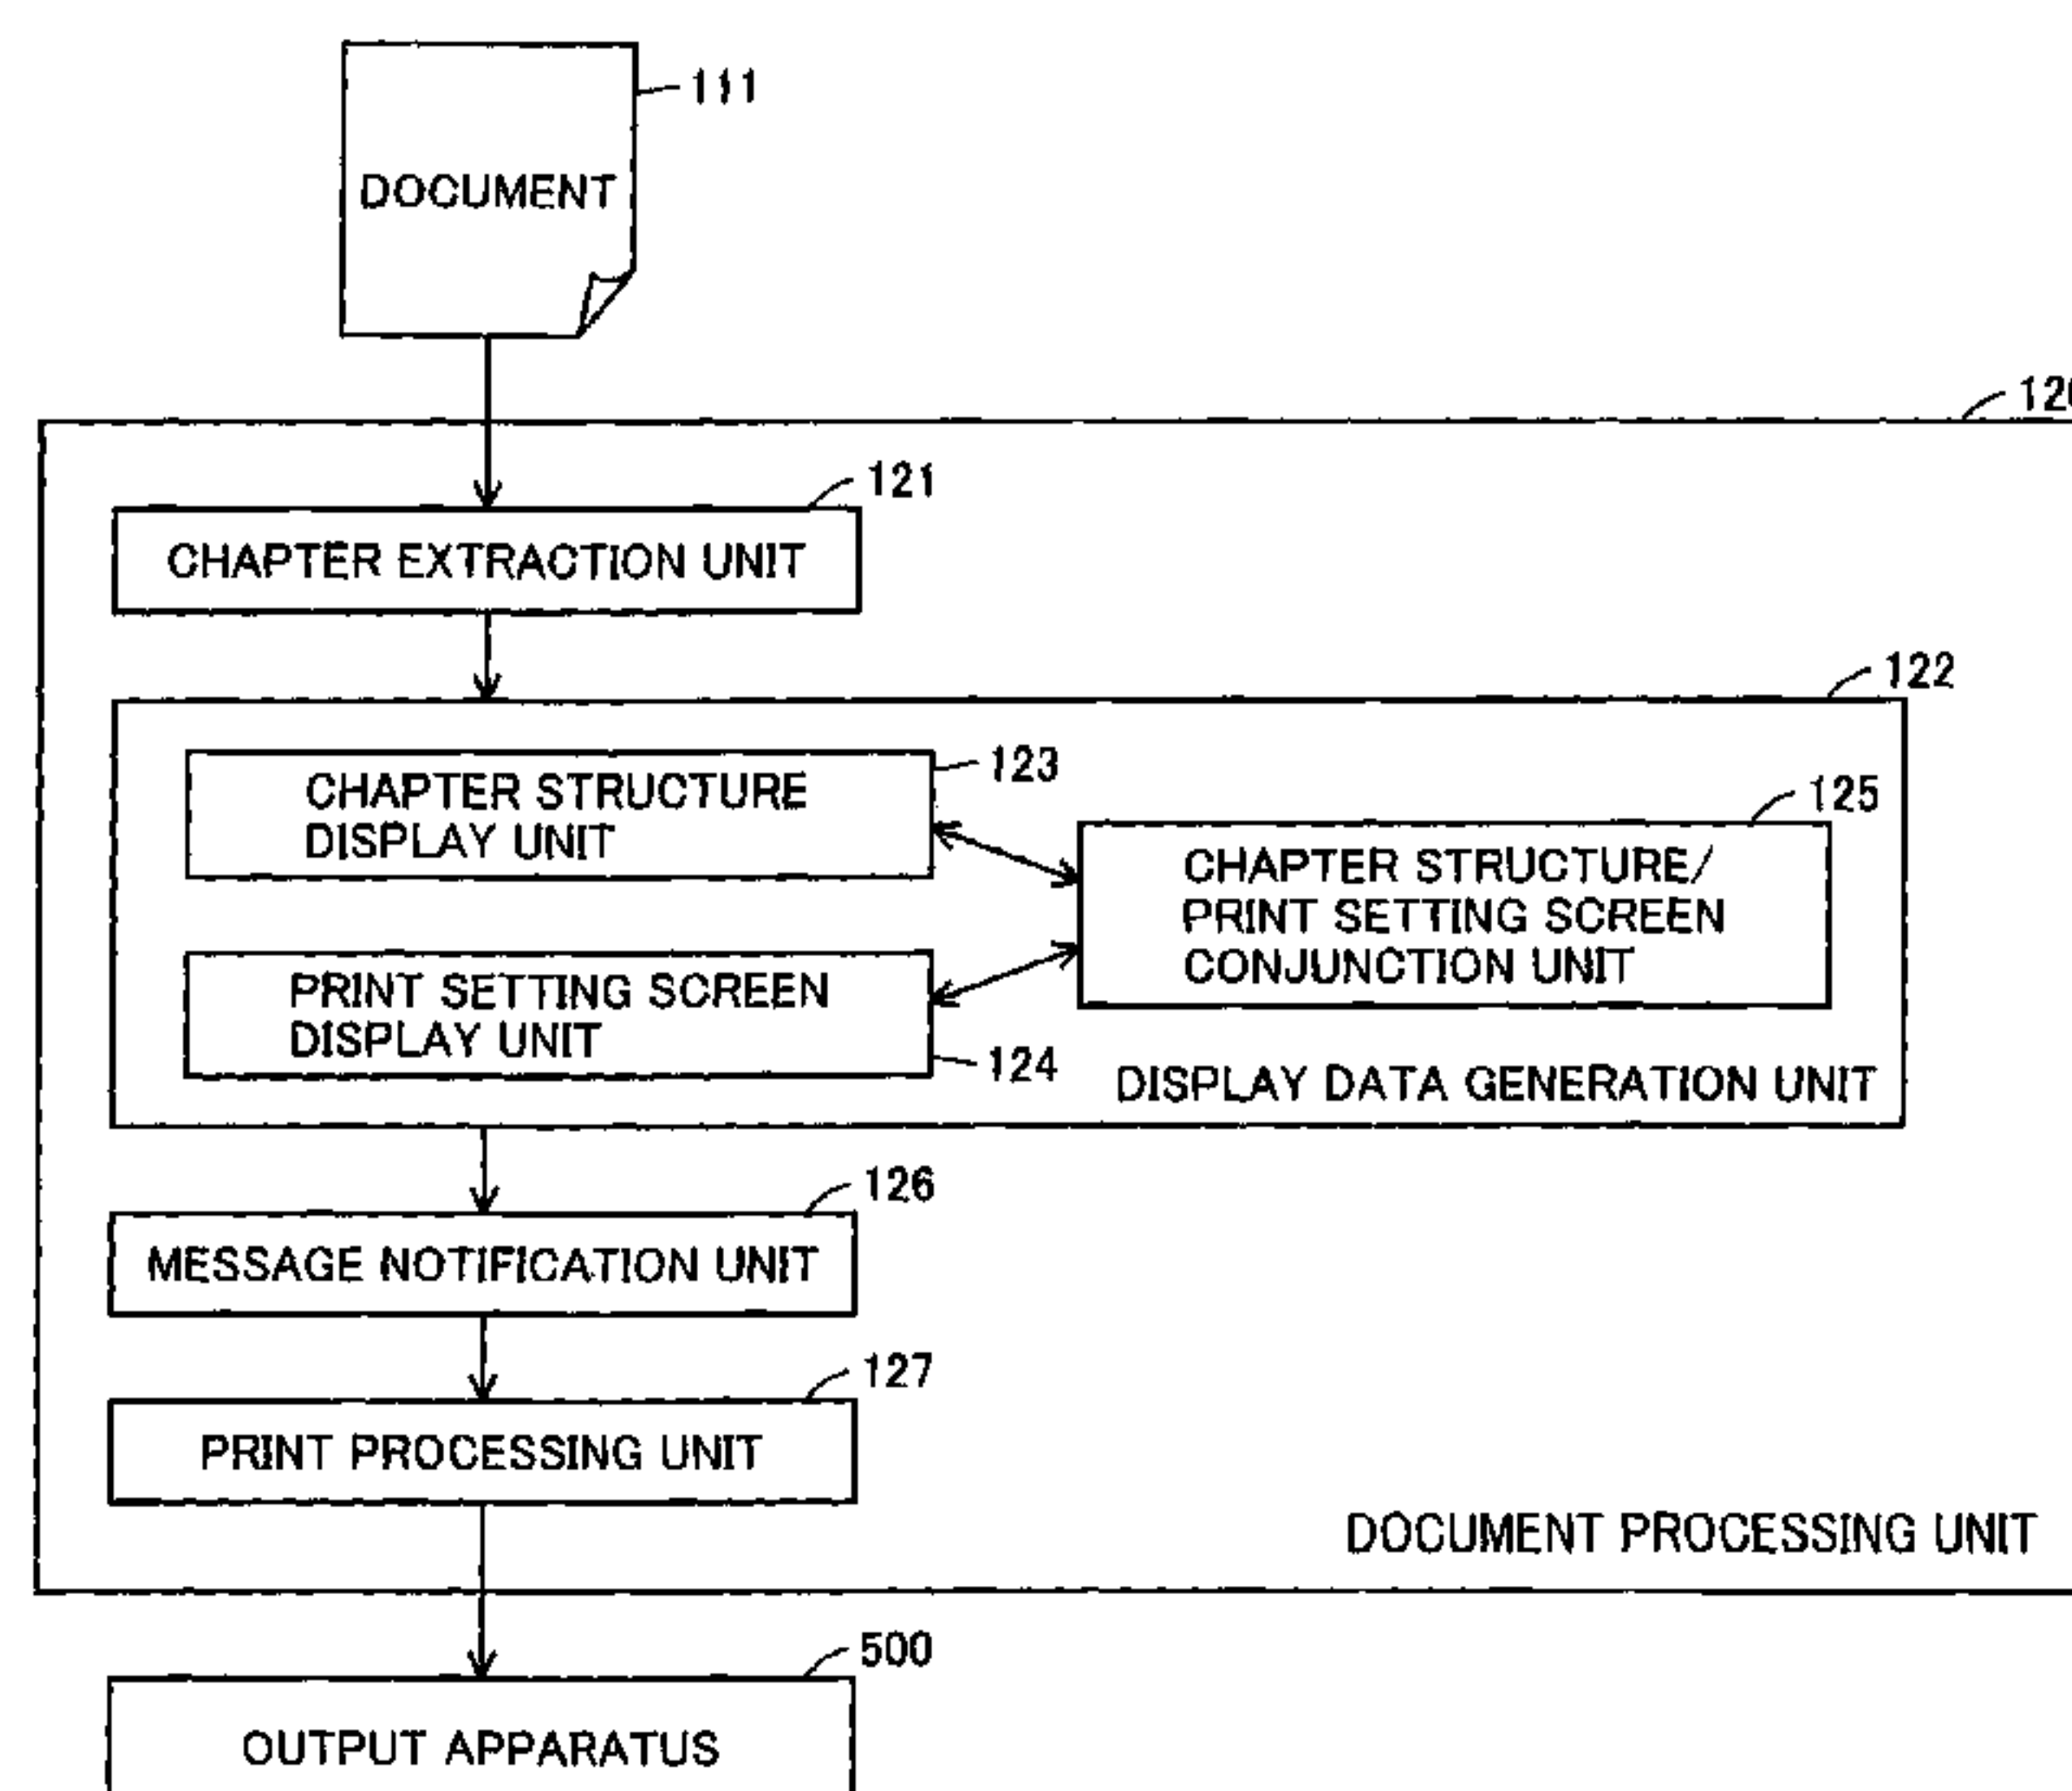 111
DOCUMENT
121
CHAPTER EXTRACTION UNIT
122
123
CHAPTER STRUCTURE
DISPLAY UNIT
125
CHAPTER STRUCTURE/
PRINT SETTING SCREEN
CONJUNCTION UNIT
PRINT SETTING SCREEN
DISPLAY UNIT
124
DISPLAY DATA GENERATION UNIT
126
MESSAGE NOTIFICATION UNIT
127
PRINT PROCESSING UNIT
DOCUMENT PROCESSING UNIT
500
OUTPUT APPARATUS